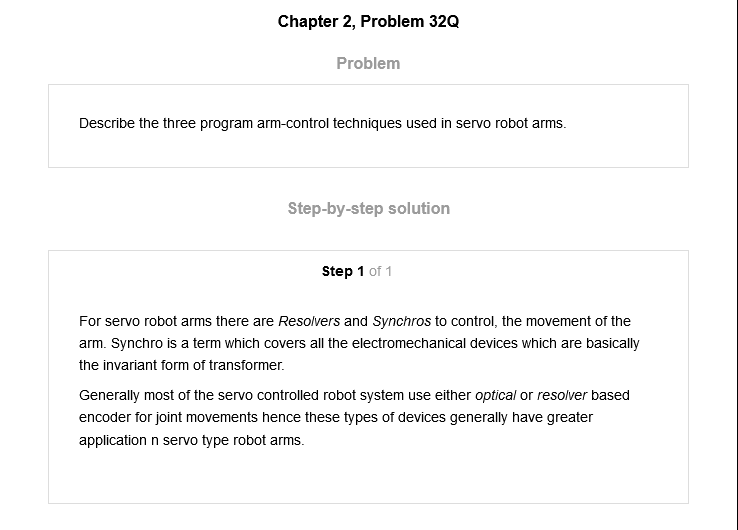 Chapter 2, Problem 32Q
Problem
Describe the three program arm-control techniques used in servo robot arms.
Step-by-step solution
Step 1 of 1
For servo robot arms there are Resolvers and Synchros to control, the movement of the
arm. Synchro is a term which covers all the electromechanical devices which are basically
the invariant form of transformer.
Generally most of the servo controlled robot system use either optical or resolver based
encoder for joint movements hence these types of devices generally have greater
application n servo type robot arms.